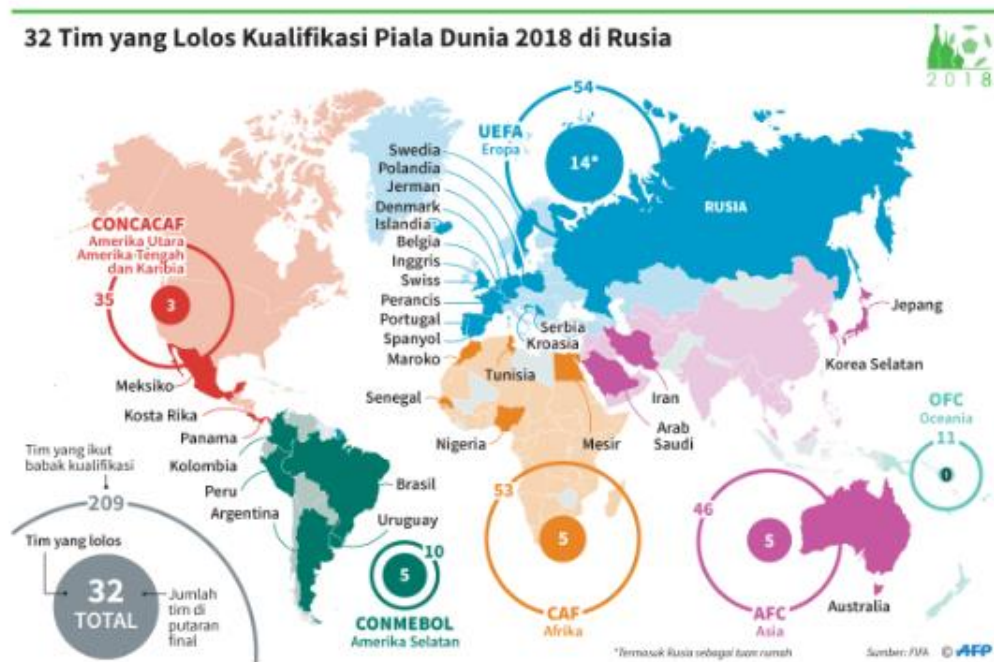 32 Tim yang Lolos Kualifikasi Piala Dunia 2018 di Rusia
2018
54
UEFA
Eropa
14*
RUSIA
Swedia
Polandia
Jerman
Denmark
Islandia
Belgia
Inggris
Swiss
Perancis
Portugal
Spanyol
Serbia
Kroasia
CONCACAF
Amerika Utara
Amerika Tengah
dan Karibia
35
3
Meksiko
Kosta Rika
Panama
Maroko
Tunisia
Senegal
Nigeria
Mesir
Iran
Arab
Saudi
Jepang
Korea Selatan
OFC
Oceania
11
0
Kolombia
Peru
Argentina
Brasil
Uruguay
10
5
CONMEBOL
Amerika Selatan
53
5
CAF
Afrika
46
5
AFC
Asia
Australia
Tim yang ikut
babak kualifikasi
209
Tim yang lolos
32
TOTAL
Jumlah
tim di
putaran
final
*Termasuk Rusia sebagai tuan rumah
Sumber: FIFA
© AFP